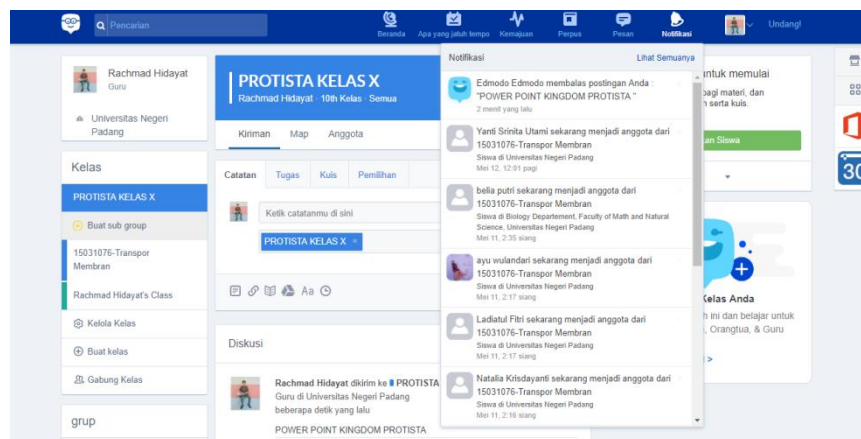 Pencarian
Beranda
Apa yang jatuh tempo
Kemajuan
Perpus
Pesan
Notifikasi
Undang!
Rachmad Hidayat
Guru
Universitas Negeri
Padang
Kelas
PROTISTA KELAS X
Buat sub group
15031076-Transpor
Membran
Rachmad Hidayat's Class
Kelola Kelas
Buat kelas
Gabung Kelas
grup
PROTISTA KELAS X
Rachmad Hidayat · 10th Kelas · Semua
Kiriman
Map
Anggota
Catatan
Tugas
Kuis
Pemilihan
Ketik catatanmu di sini
PROTISTA KELAS X
Aa
Diskusi
Rachmad Hidayat dikirim ke PROTISTA
Guru di Universitas Negeri Padang
beberapa detik yang lalu
POWER POINT KINGDOM PROTISTA
Notifikasi
Lihat Semuanya
Edmodo Edmodo membalas postingan Anda :
"POWER POINT KINGDOM PROTISTA "
2 menit yang lalu
Yanti Srinita Utami sekarang menjadi anggota dari
15031076-Transpor Membran
Siswa di Universitas Negeri Padang
Mei 12, 12:01 pagi
belia putri sekarang menjadi anggota dari
15031076-Transpor Membran
Siswa di Biology Departement, Faculty of Math and Natural
Science, Universitas Negeri Padang
Mei 11, 2:35 siang
ayu wulandari sekarang menjadi anggota dari
15031076-Transpor Membran
Siswa di Universitas Negeri Padang
Mei 11, 2:17 siang
Ladiatul Fitri sekarang menjadi anggota dari
15031076-Transpor Membran
Siswa di Universitas Negeri Padang
Mei 11, 2:17 siang
Natalia Krisdayanti sekarang menjadi anggota dari
15031076-Transpor Membran
Siswa di Universitas Negeri Padang
Mei 11, 2:16 siang
ntuk memulai
bagi materi, dan
serta kuis.
an Siswa
Kelas Anda
h ini dan belajar untuk
, Orangtua, & Guru
>
30